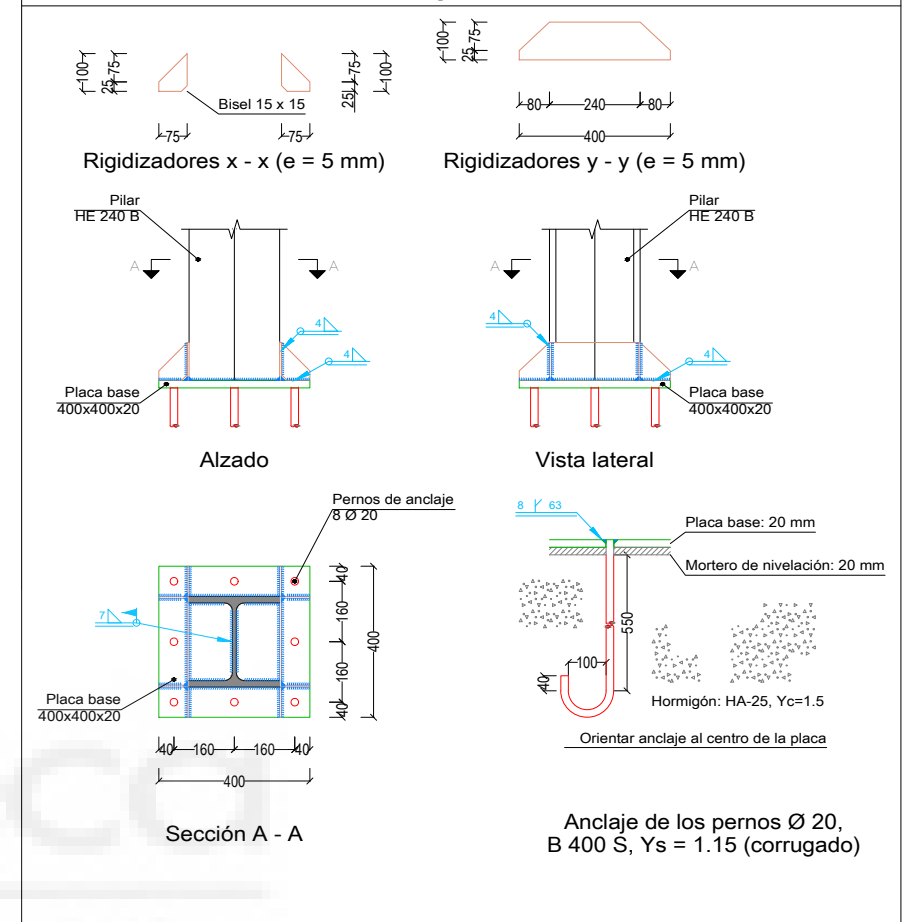 100
25
75
75
Bisel 15 x 15
75
75
25
100
Rigidizadores x - x (e = 5 mm)
100
25
75
80
240
80
400
Rigidizadores y - y (e = 5 mm)
Pilar
HE 240 B
A
A
4
4
Placa base
400x400x20
Alzado
Pilar
HE 240 B
A
A
4
4
Placa base
400x400x20
Vista lateral
Pernos de anclaje
8 Ø 20
7
40
160
160
40
400
Placa base
400x400x20
40
160
160
40
400
Sección A - A
8
63
Placa base: 20 mm
Mortero de nivelación: 20 mm
550
100
40
Hormigón: HA-25, Yc=1.5
Orientar anclaje al centro de la placa
Anclaje de los pernos Ø 20,
B 400 S, Ys = 1.15 (corrugado)